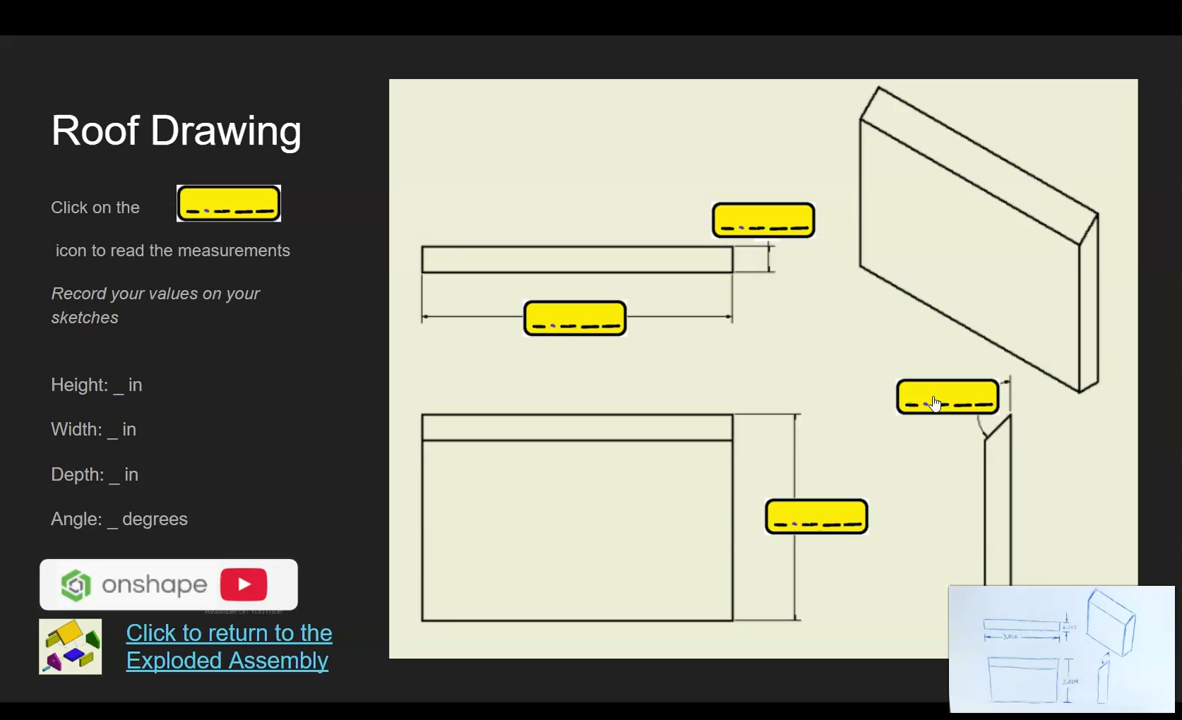 Roof Drawing
Click on the
icon to read the measurements
Record your values on your
sketches
Height: _ in
Width: _ in
Depth: _ in
Angle: _ degrees
onshape
Click to return to the
Exploded Assembly